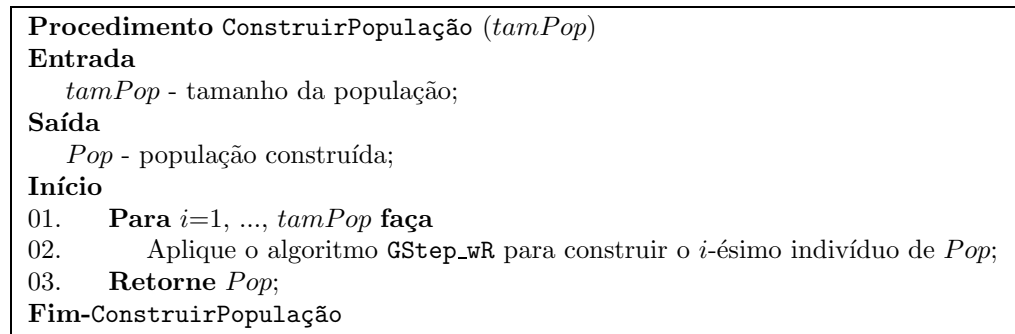 Procedimento ConstruirPopulação (tamPop)
Entrada
tamPop - tamanho da população;
Saída
Pop - população construída;
Início
01. Para i=1, ..., tamPop faça
02. Aplique o algoritmo GStep_wR para construir o i-ésimo indivíduo de Pop;
03. Retorne Pop;
Fim-ConstruirPopulação